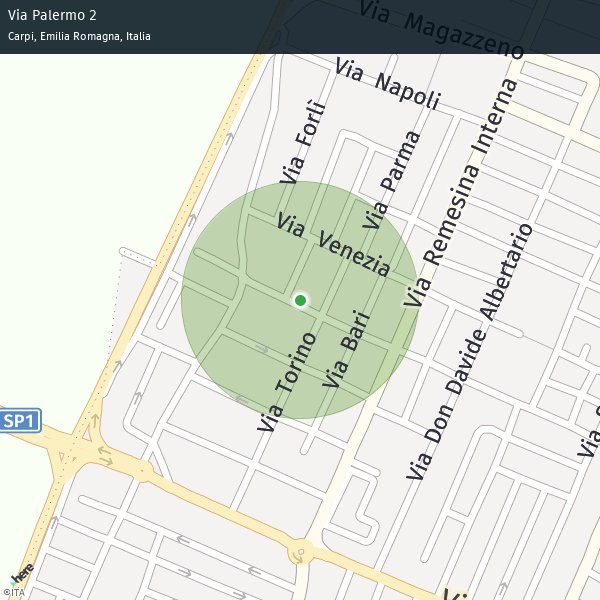 Via Palermo 2
Carpi, Emilia Romagna, Italia
Via Magazzeno
Via Napoli
Via Forlì
Via Parma
Via Remesina Interna
Via Venezia
Via Don Davide Albertario
Via Bari
Via Torino
SP1
here
©ITA